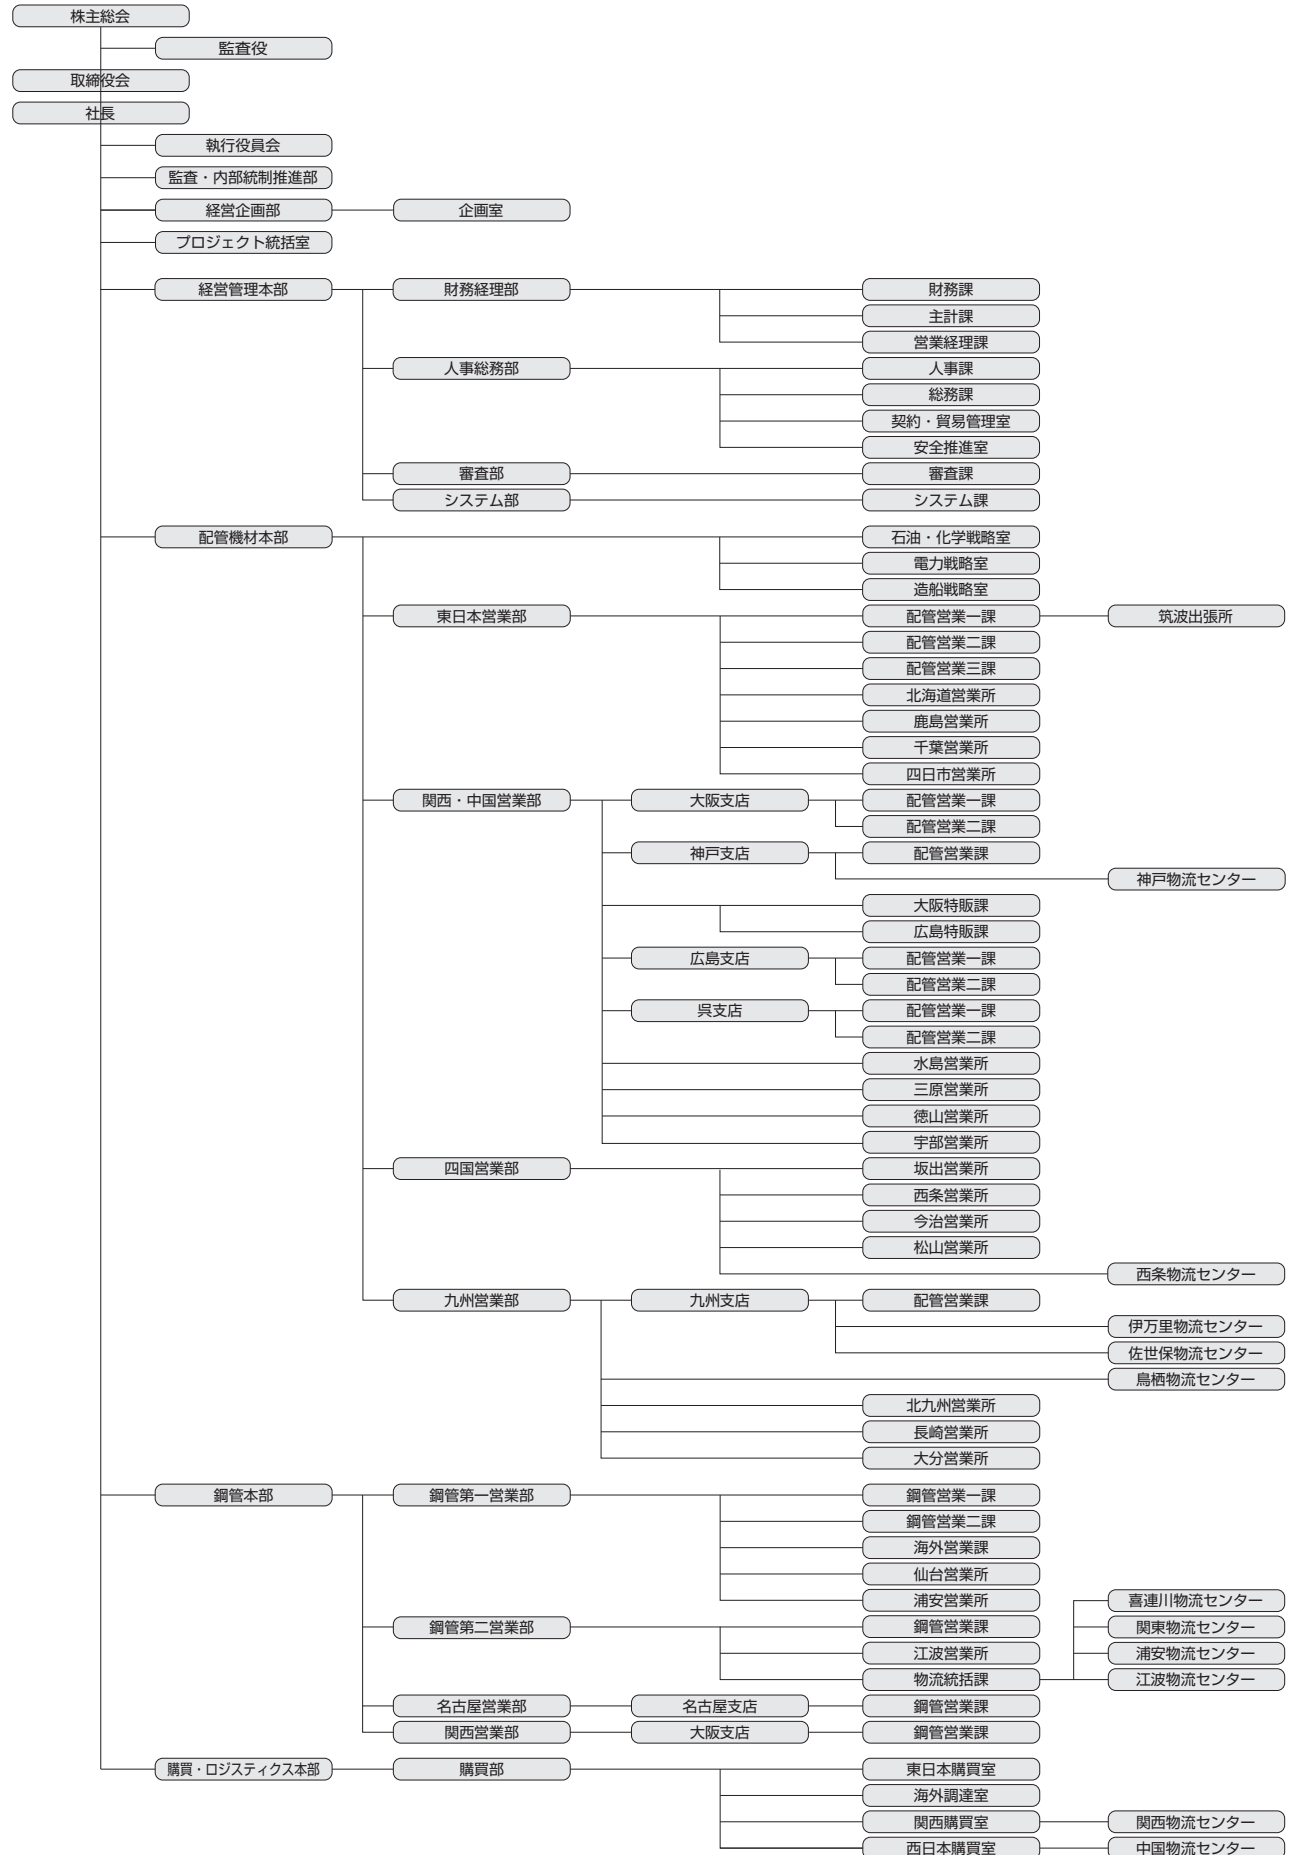 株主総会
監査役
取締役会
社長
執行役員会
監査・内部統制推進部
経営企画部 企画室
プロジェクト統括室
経営管理本部 財務経理部 財務課
主計課
営業経理課
人事総務部 人事課
総務課
契約・貿易管理室
安全推進室
審査部 審査課
システム部 システム課
配管機材本部 石油・化学戦略室
電力戦略室
造船戦略室
東日本営業部 配管営業一課 筑波出張所
配管営業二課
配管営業三課
北海道営業所
鹿島営業所
千葉営業所
四日市営業所
関西・中国営業部 大阪支店 配管営業一課
配管営業二課
神戸支店 配管営業課
神戸物流センター
大阪特販課
広島特販課
広島支店 配管営業一課
配管営業二課
呉支店 配管営業一課
配管営業二課
水島営業所
三原営業所
徳山営業所
宇部営業所
四国営業部 坂出営業所
西条営業所
今治営業所
松山営業所
西条物流センター
九州営業部 九州支店 配管営業課
伊万里物流センター
佐世保物流センター
鳥栖物流センター
北九州営業所
長崎営業所
大分営業所
鋼管本部 鋼管第一営業部 鋼管営業一課
鋼管営業二課
海外営業課
仙台営業所
浦安営業所 喜連川物流センター
鋼管第二営業部 鋼管営業課 関東物流センター
江波営業所 浦安物流センター
物流統括課 江波物流センター
名古屋営業部 名古屋支店 鋼管営業課
関西営業部 大阪支店 鋼管営業課
購買・ロジスティクス本部 購買部 東日本購買室
海外調達室
関西購買室 関西物流センター
西日本購買室 中国物流センター